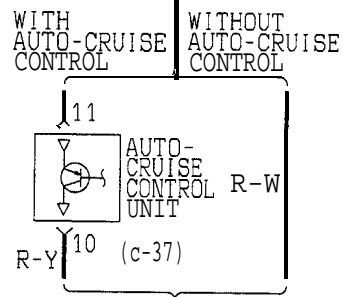 WITH
AUTO-CRUISE
CONTROL
WITHOUT
AUTO-CRUISE
CONTROL
11
AUTO-
CRUISE
CONTROL
UNIT
R-W
10
R-Y
(c-37)